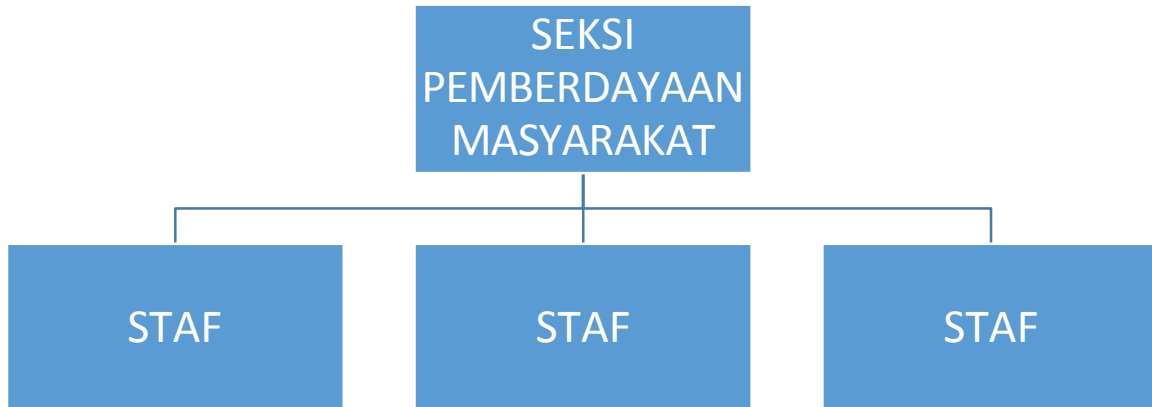 SEKSI
PEMBERDAYAAN
MASYARAKAT
STAF
STAF
STAF